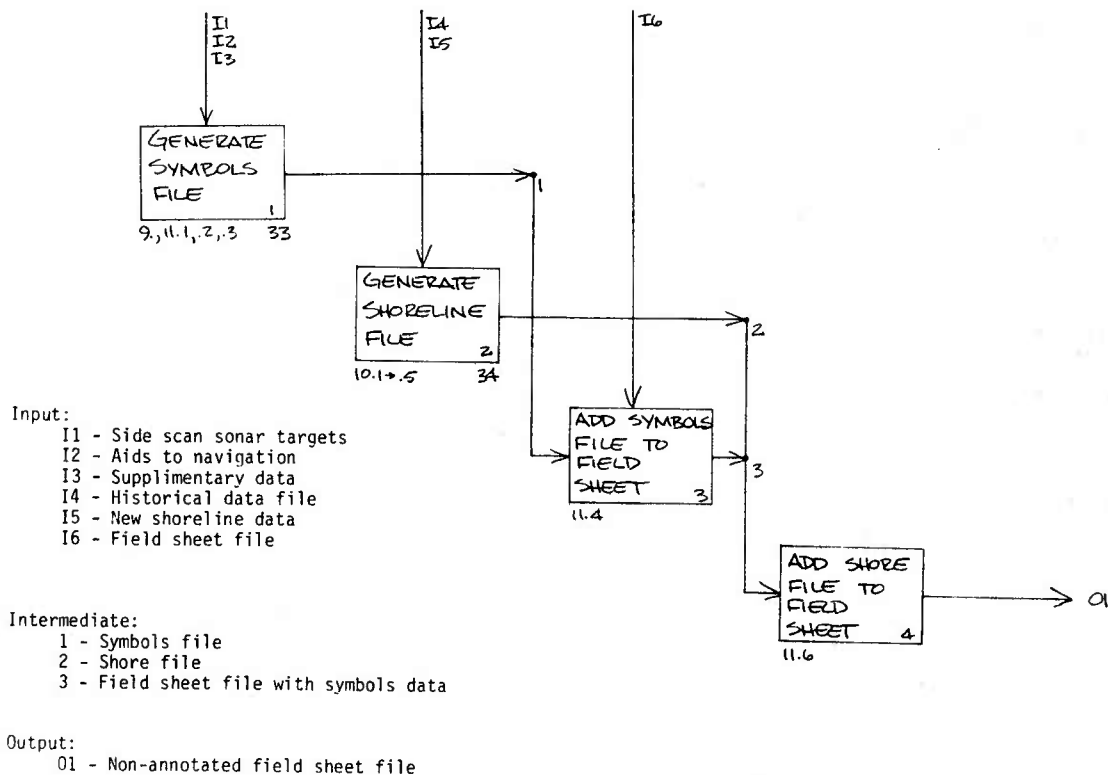 I1
I2
I3
I4
I5
I6
GENERATE
SYMBOLS
FILE
1
9.,11.1,.2,.3 33
1
GENERATE
SHORELINE
FILE
2
10.1→.5 34
2
ADD SYMBOLS
FILE TO
FIELD
SHEET 3
11.4
3
ADD SHORE
FILE TO
FIELD
SHEET 4
11.6
O1
Input:
I1 - Side scan sonar targets
I2 - Aids to navigation
I3 - Supplimentary data
I4 - Historical data file
I5 - New shoreline data
I6 - Field sheet file
Intermediate:
1 - Symbols file
2 - Shore file
3 - Field sheet file with symbols data
Output:
O1 - Non-annotated field sheet file